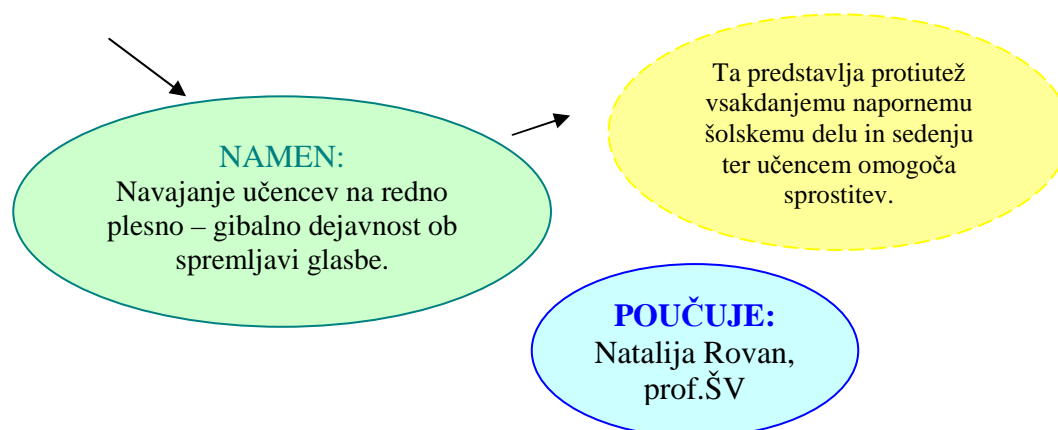 NAMEN:
Navajanje učencev na redno
plesno – gibalno dejavnost ob
spremljavi glasbe.
Ta predstavlja protiutež
vsakdanjemu napornemu
šolskemu delu in sedenju
ter učencem omogoča
sprostitev.
POUČUJE:
Natalija Rovan,
prof.ŠV